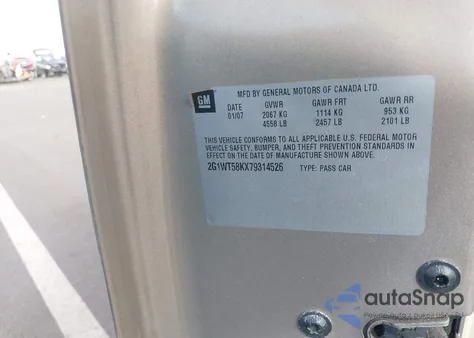 GM
MFD BY GENERAL MOTORS OF CANADA LTD.
DATE GVWR GAWR FRT GAWR RR
01/07 2067 KG 1114 KG 953 KG
4558 LB 2457 LB 2101 LB
THIS VEHICLE CONFORMS TO ALL APPLICABLE U.S. FEDERAL MOTOR
VEHICLE SAFETY, BUMPER, AND THEFT PREVENTION STANDARDS IN
EFFECT ON THE DATE OF MANUFACTURE SHOWN ABOVE.
2G1WT58KX79314526 TYPE: PASS CAR
autoSnap